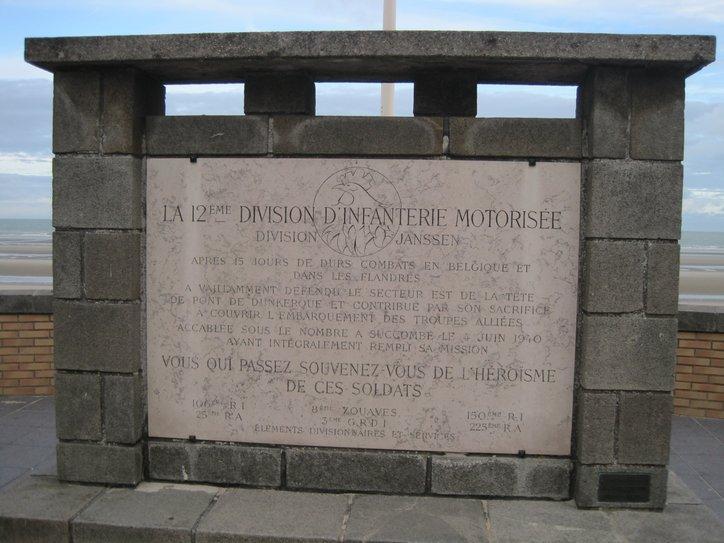 LA 12ÈME DIVISION D'INFANTERIE MOTORISÉE
DIVISION JANSSEN
APRÈS 15 JOURS DE DURS COMBATS EN BELGIQUE ET
DANS LES FLANDRES
A VAILLAMMENT DÉFENDU LE SECTEUR EST DE LA TÊTE
DE PONT DE DUNKERQUE ET CONTRIBUÉ PAR SON SACRIFICE
A COUVRIR L'EMBARQUEMENT DES TROUPES ALLIÉES
ACCABLÉE SOUS LE NOMBRE A SUCCOMBÉ LE 4 JUIN 1940
AYANT INTÉGRALEMENT REMPLI SA MISSION
VOUS QUI PASSEZ SOUVENEZ-VOUS DE L'HÉROÏSME
DE CES SOLDATS
106ÈME R.I 8ÈME ZOUAVES 150ÈME R.I
25ÈME R.A 3ÈME G.R.D.I 225ÈME R.A
ÉLÉMENTS DIVISIONNAIRES ET SERVICES